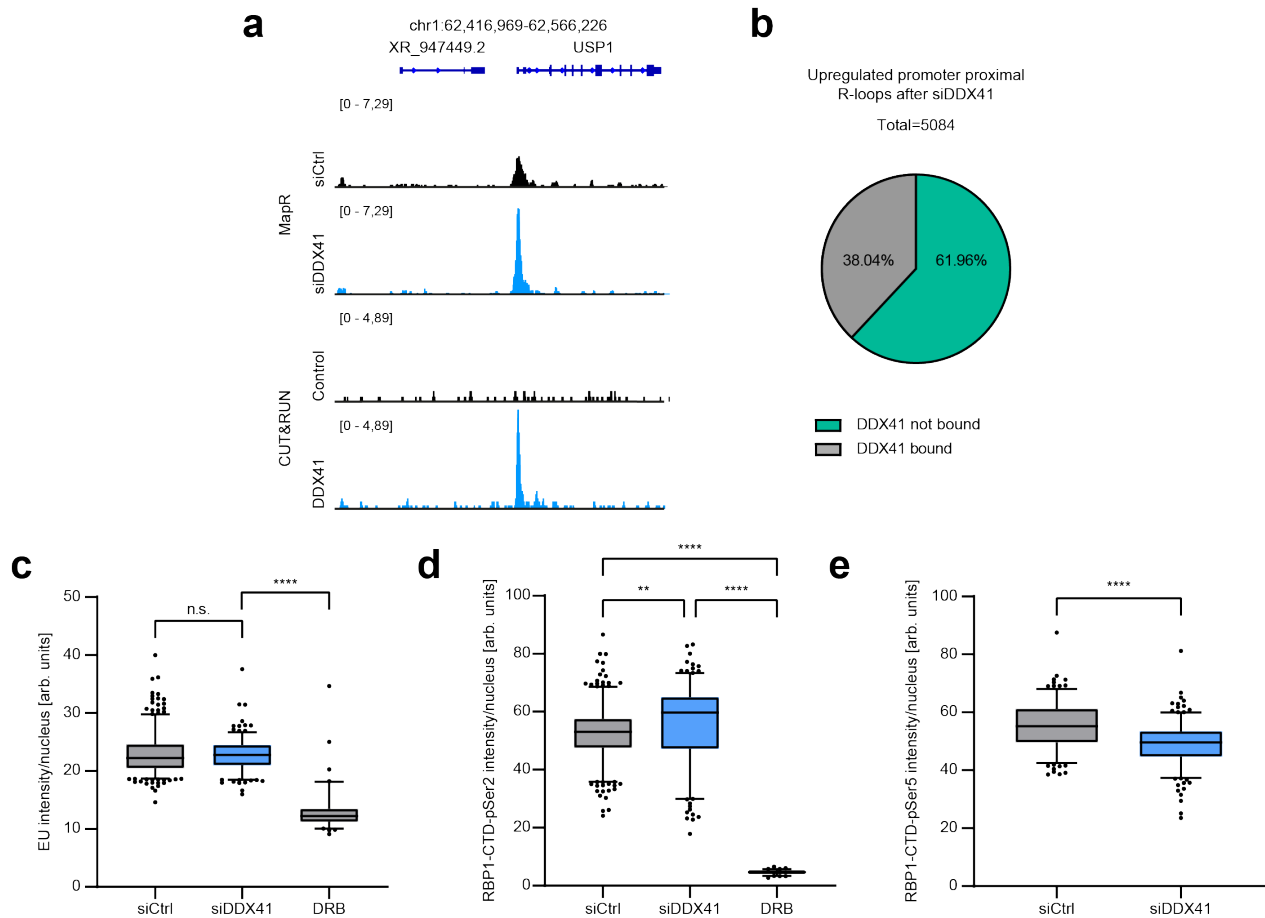 a
chr1:62,416,969-62,566,226
XR_947449.2
USP1
[0 - 7,29]
siCtrl
[0 - 7,29]
siDDX41
MapR
[0 - 4,89]
Control
[0 - 4,89]
DDX41
CUT&RUN
b
Upregulated promoter proximal
R-loops after siDDX41
Total=5084
38.04%
61.96%
DDX41 not bound
DDX41 bound
c
EU intensity/nucleus [arb. units]
50
40
30
20
10
0
n.s.
****
siCtrl
siDDX41
DRB
d
RBP1-CTD-pSer2 intensity/nucleus [arb. units]
100
80
60
40
20
0
****
**
****
siCtrl
siDDX41
DRB
e
RBP1-CTD-pSer5 intensity/nucleus [arb. units]
100
80
60
40
20
0
****
siCtrl
siDDX41